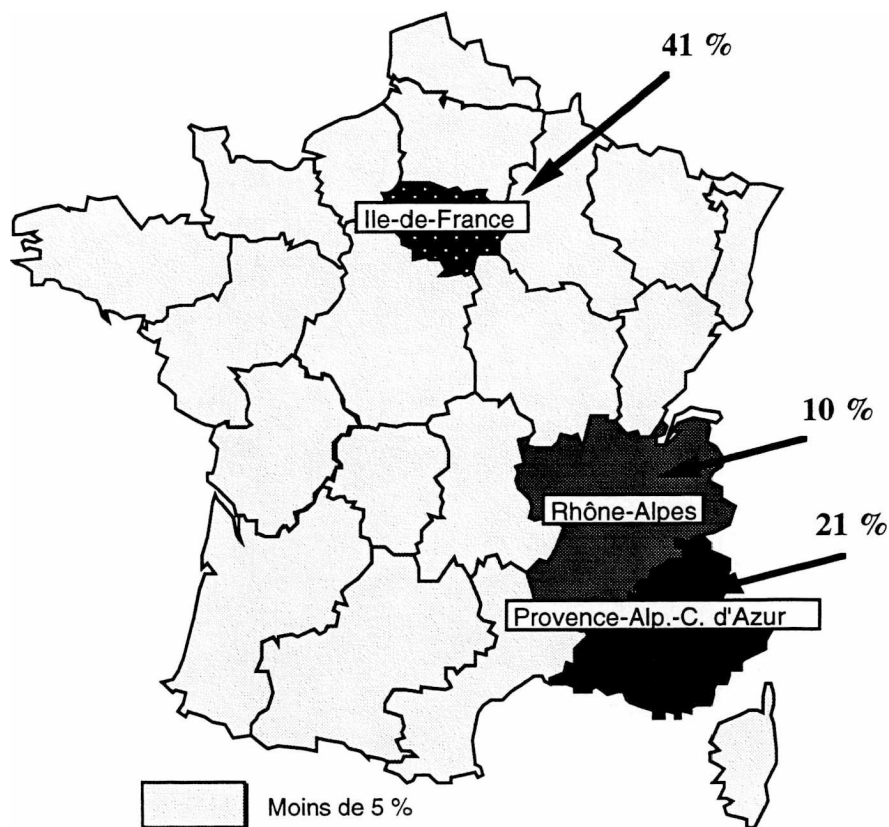 41 %
Ile-de-France
10 %
Rhône-Alpes
21 %
Provence-Alp.-C. d'Azur
Moins de 5 %